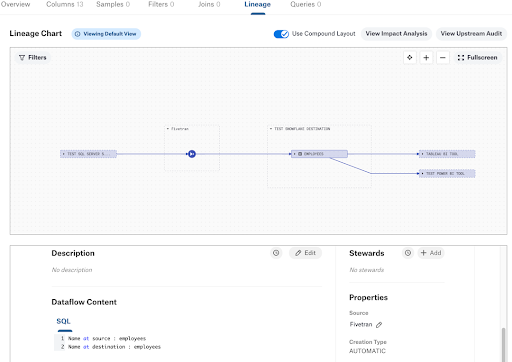 Overview Columns 13 Samples 0 Filters 0 Joins 0 Lineage Queries 0
Lineage Chart Viewing Default View Use Compound Layout View Impact Analysis View Upstream Audit
Filters Fullscreen
Fivetran TEST SNOWFLAKE DESTINATION
TEST SQL SERVER D... EMPLOYEES TABLEAU BI TOOL
TEST POWER BI TOOL
Description Edit Stewards Add
No description No stewards
Dataflow Content Properties
Source
SQL Fivetran
1 Name at source : employees
2 Name at destination : employees
Creation Type
AUTOMATIC